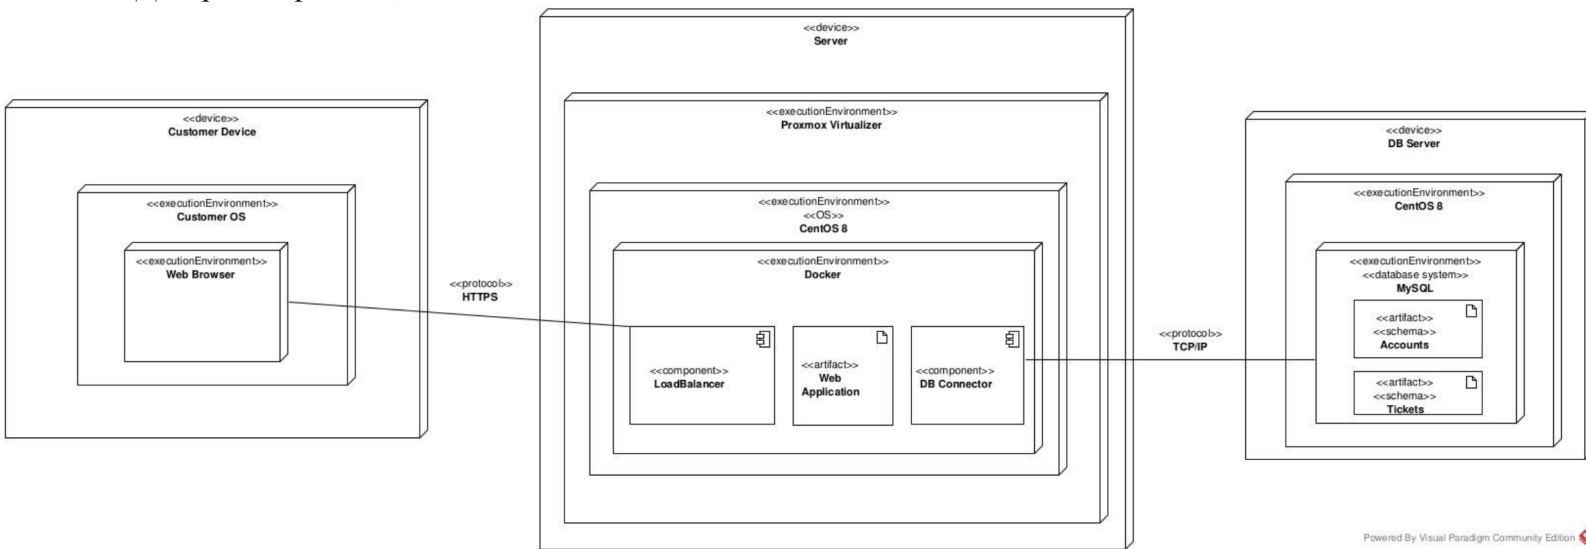 <<device>>
Customer Device
<<executionEnvironment>>
Customer OS
<<executionEnvironment>>
Web Browser
<<protocol>>
HTTPS
<<device>>
Server
<<executionEnvironment>>
Proxmox Virtualizer
<<executionEnvironment>>
<<OS>>
CentOS 8
<<executionEnvironment>>
Docker
<<component>>
LoadBalancer
<<artifact>>
Web
Application
<<component>>
DB Connector
<<protocol>>
TCP/IP
<<device>>
DB Server
<<executionEnvironment>>
CentOS 8
<<executionEnvironment>>
<<database system>>
MySQL
<<artifact>>
<<schema>>
Accounts
<<artifact>>
<<schema>>
Tickets
Powered By Visual Paradigm Community Edition